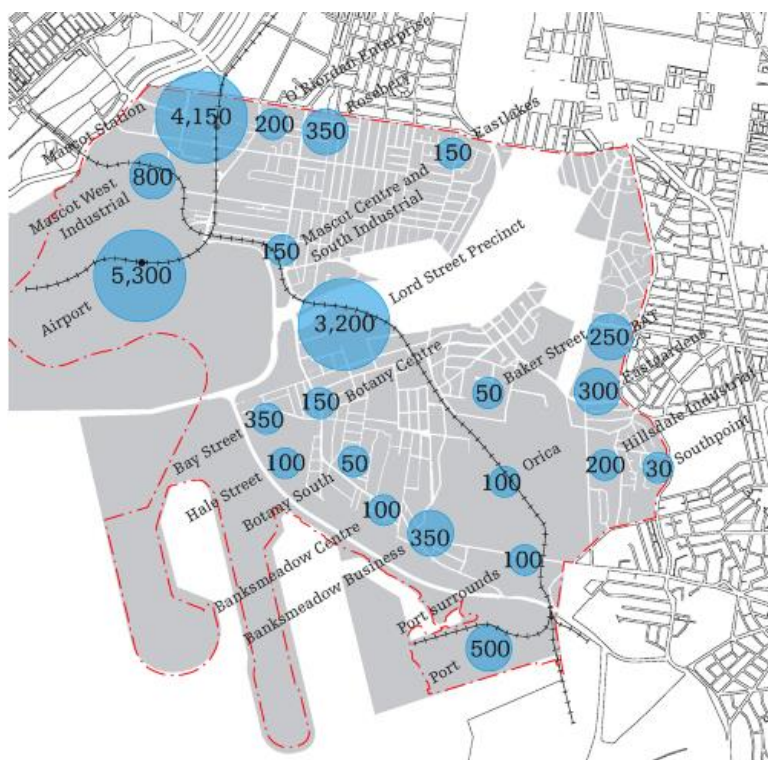 O'Riordan Enterprise
Rosebery
Mascot Station
4,150
200
350
Eastlakes
150
800
Mascot West
Industrial
Mascot Centre and
South Industrial
150
5,300
Airport
Lord Street Precinct
3,200
250
BAT
Baker Street
Eastgardens
300
50
Botany Centre
150
350
Bay Street
Hillsdale Industrial
Southpoint
Orica
100
50
200
30
100
Hale Street
Botany South
100
350
Banksmeadow Centre
Banksmeadow Business
100
Port surrounds
500
Port